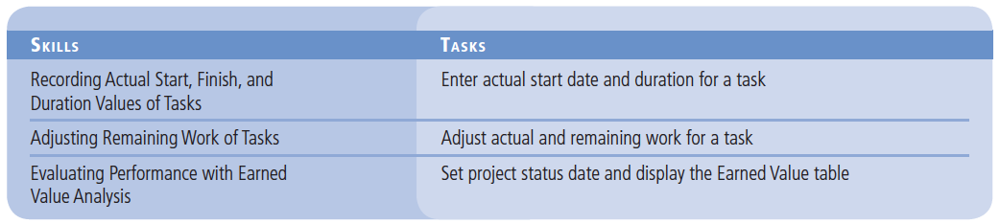 SKILLS TASKS
Recording Actual Start, Finish, and Enter actual start date and duration for a task
Duration Values of Tasks
Adjusting Remaining Work of Tasks Adjust actual and remaining work for a task
Evaluating Performance with Earned Set project status date and display the Earned Value table
Value Analysis